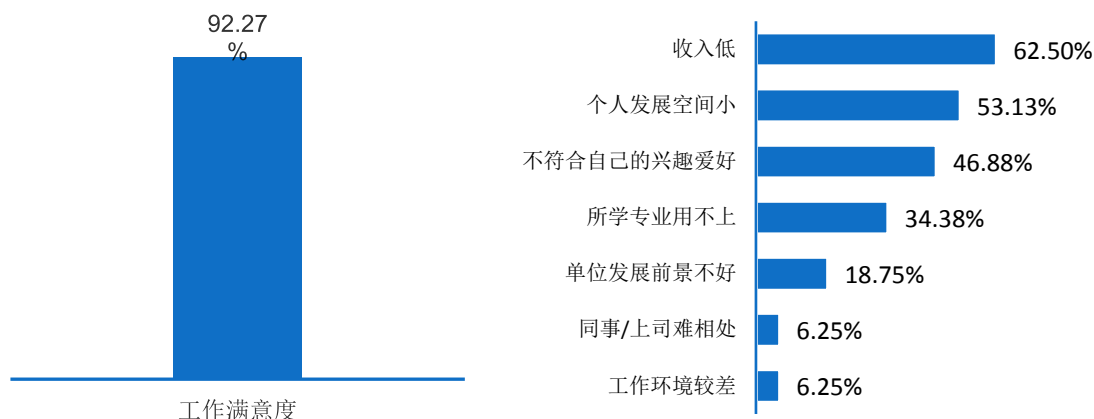 92.27
%
工作满意度
收入低 62.50%
个人发展空间小 53.13%
不符合自己的兴趣爱好 46.88%
所学专业用不上 34.38%
单位发展前景不好 18.75%
同事/上司难相处 6.25%
工作环境较差 6.25%